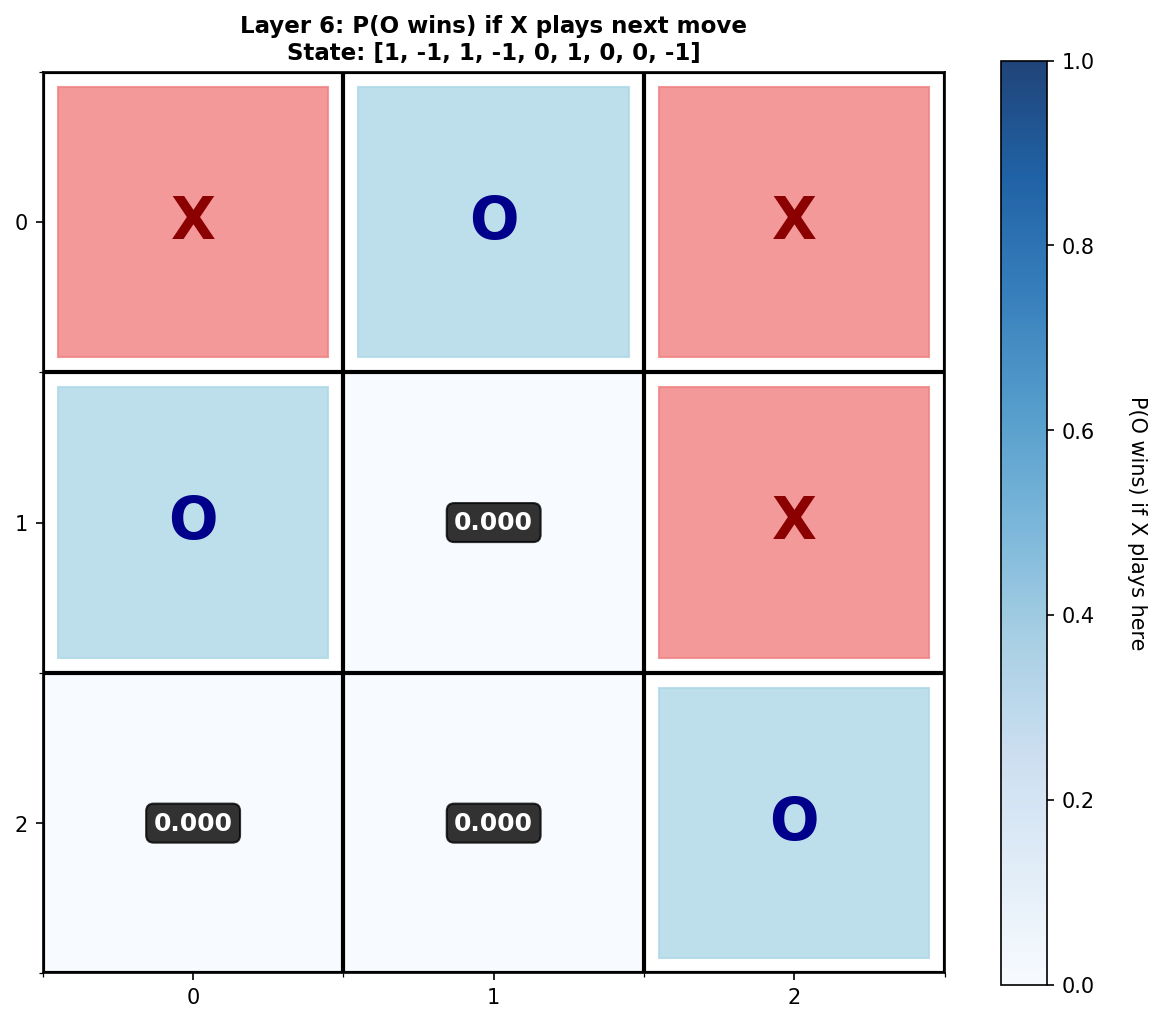 Layer 6: P(O wins) if X plays next move
State: [1, -1, 1, -1, 0, 1, 0, 0, -1]
0
X
O
X
1
O
0.000
X
2
0.000
0.000
O
0
1
2
1.0
0.8
0.6
0.4
0.2
0.0
P(O wins) if X plays here